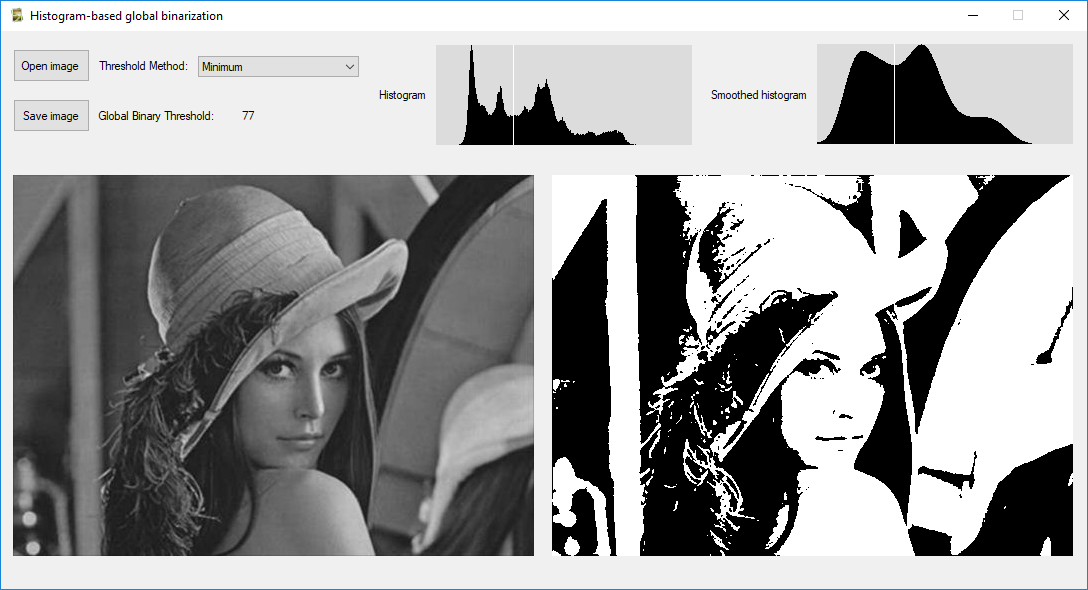 Histogram-based global binarization
Open image
Threshold Method:
Minimum
Save image
Global Binary Threshold:
77
Histogram
Smoothed histogram